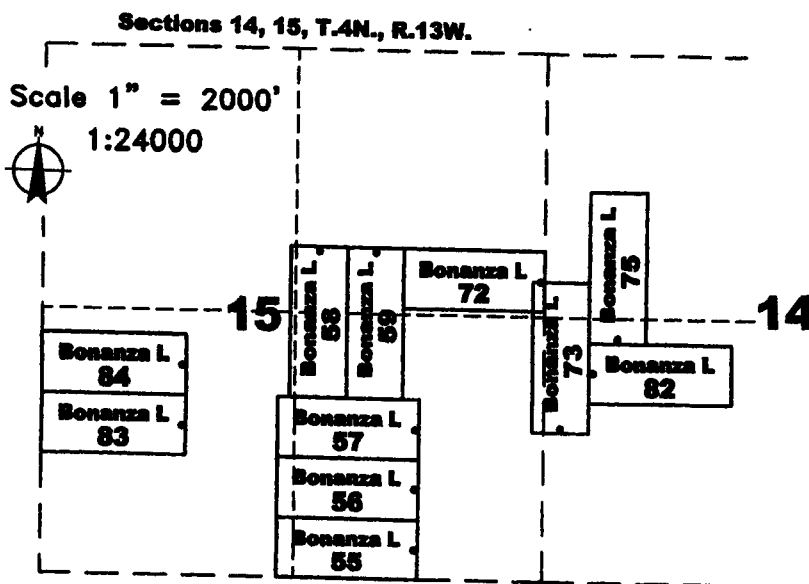 Sections 14, 15, T.4N., R.13W.
Scale 1" = 2000'
1:24000
N
15
14
Bonanza L
58
Bonanza L
59
Bonanza L
72
Bonanza L
73
Bonanza L
75
Bonanza L
82
Bonanza L
84
Bonanza L
83
Bonanza L
57
Bonanza L
56
Bonanza L
55